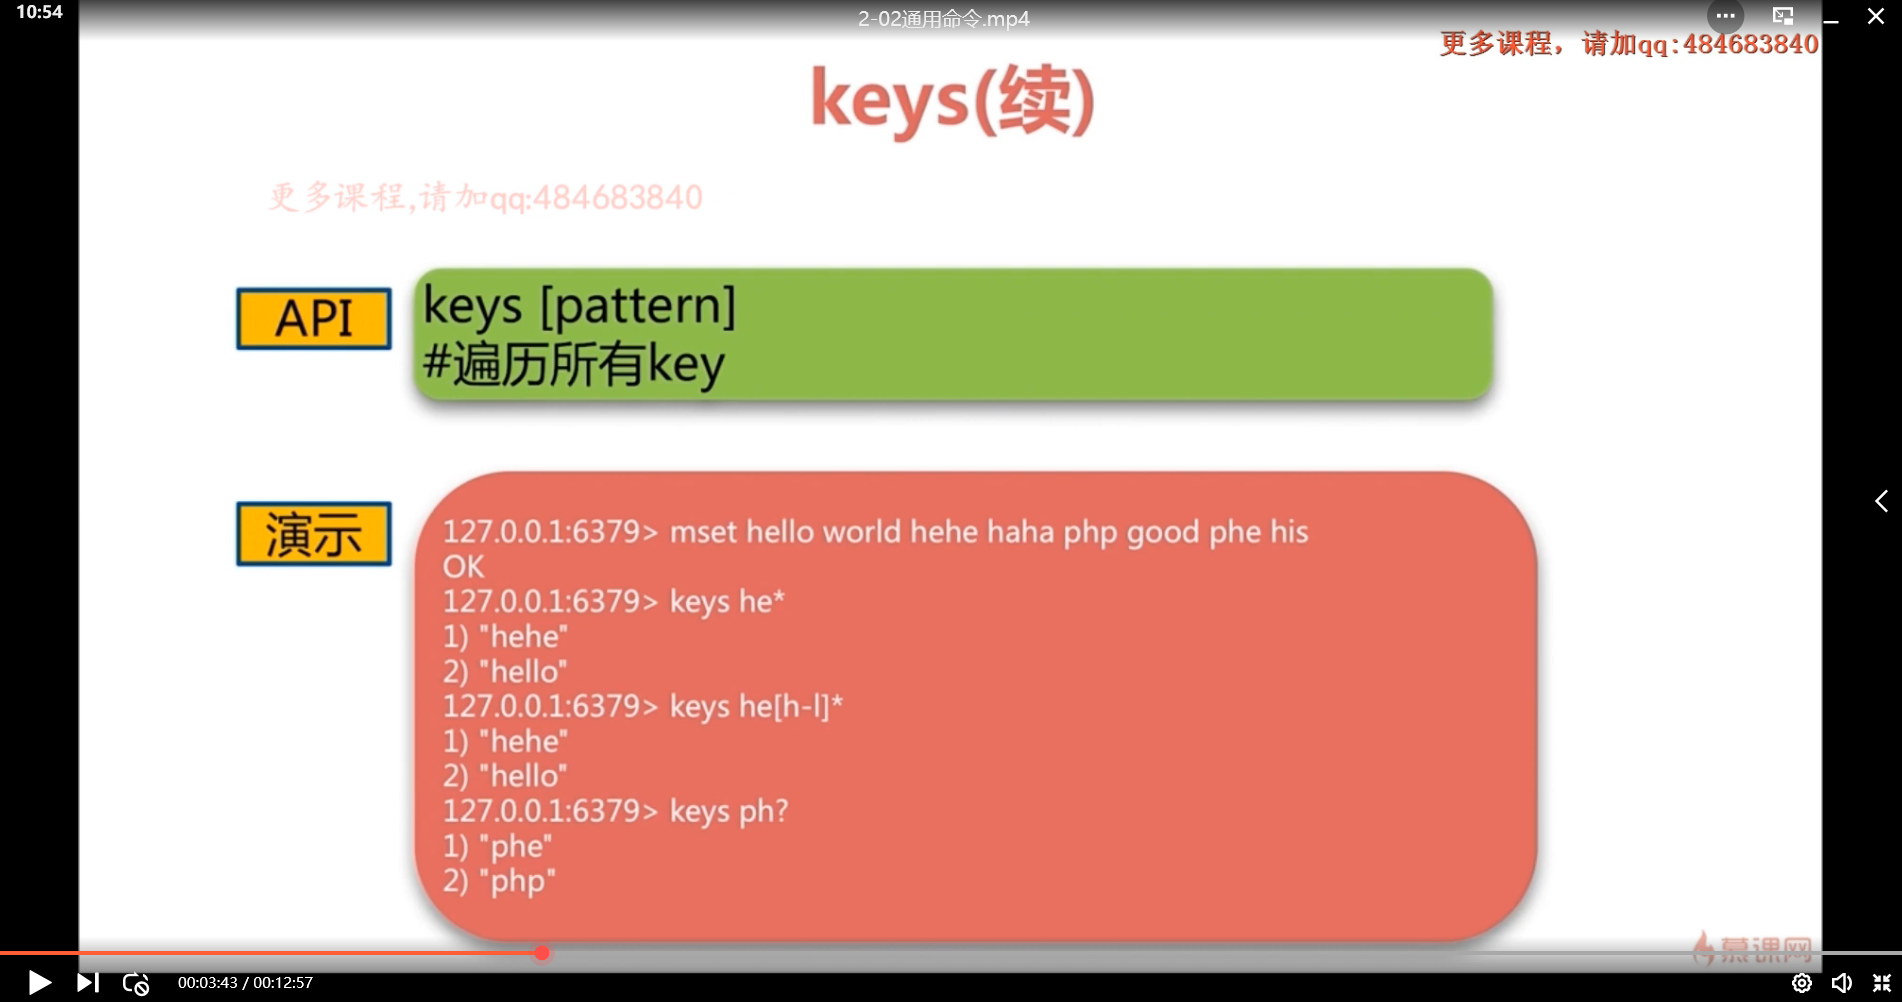 10:54
2-02通用命令.mp4
更多课程，请加qq:484683840
keys(续)
更多课程,请加qq:484683840
API
keys [pattern]
#遍历所有key
演示
127.0.0.1:6379> mset hello world hehe haha php good phe his
OK
127.0.0.1:6379> keys he*
1) "hehe"
2) "hello"
127.0.0.1:6379> keys he[h-l]*
1) "hehe"
2) "hello"
127.0.0.1:6379> keys ph?
1) "phe"
2) "php"
慕课网
00:03:43 / 00:12:57